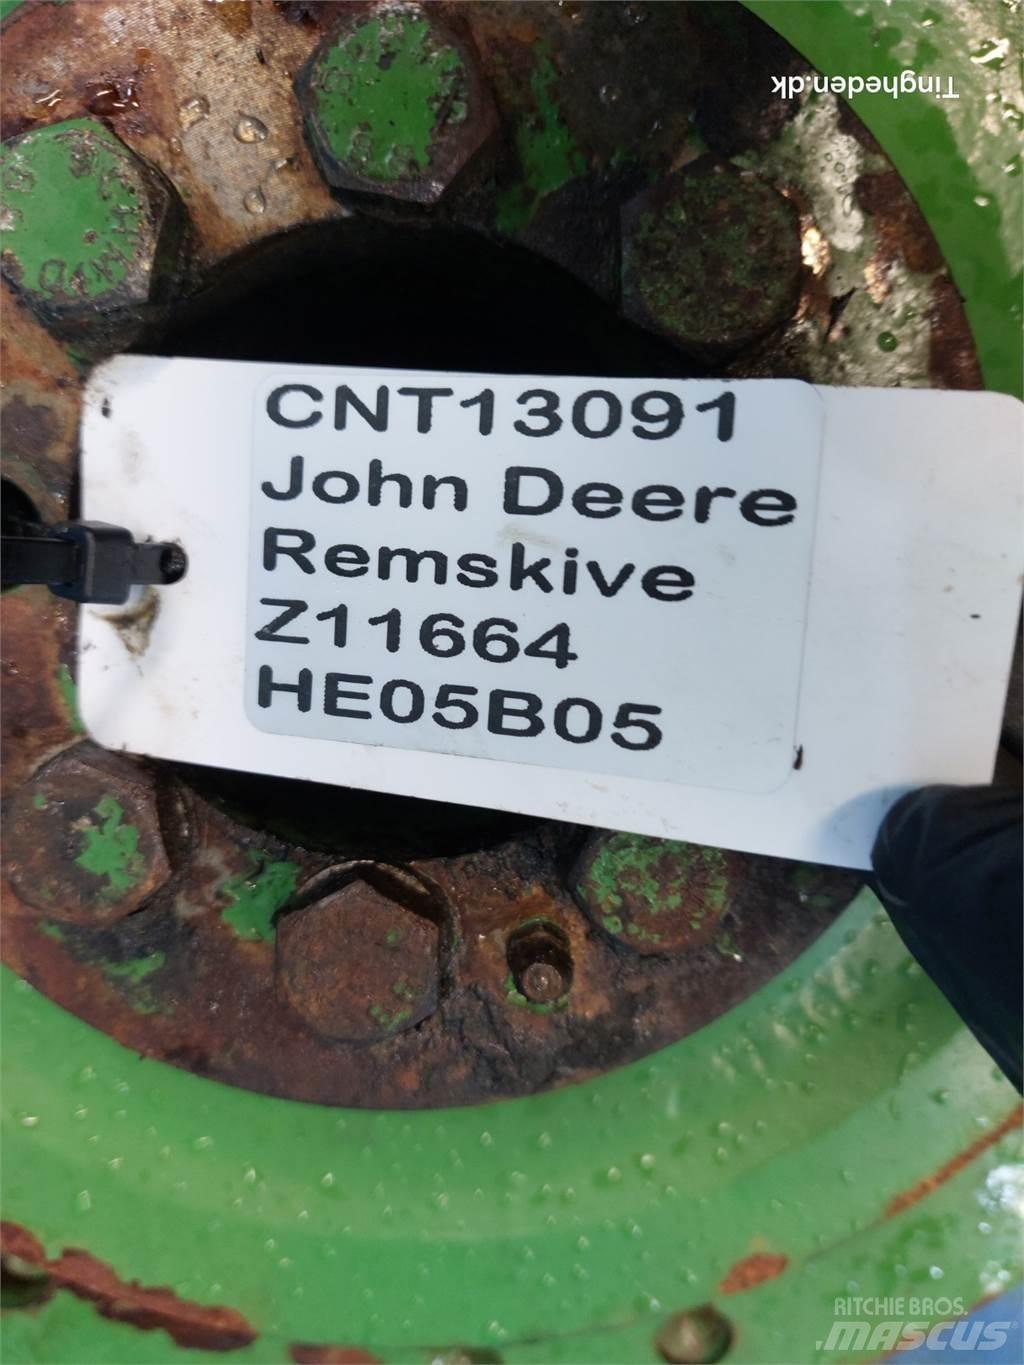 Tingheden.dk
CNT13091
John Deere
Remskive
Z11664
HE05B05
RITCHIE BROS.
MASCUS